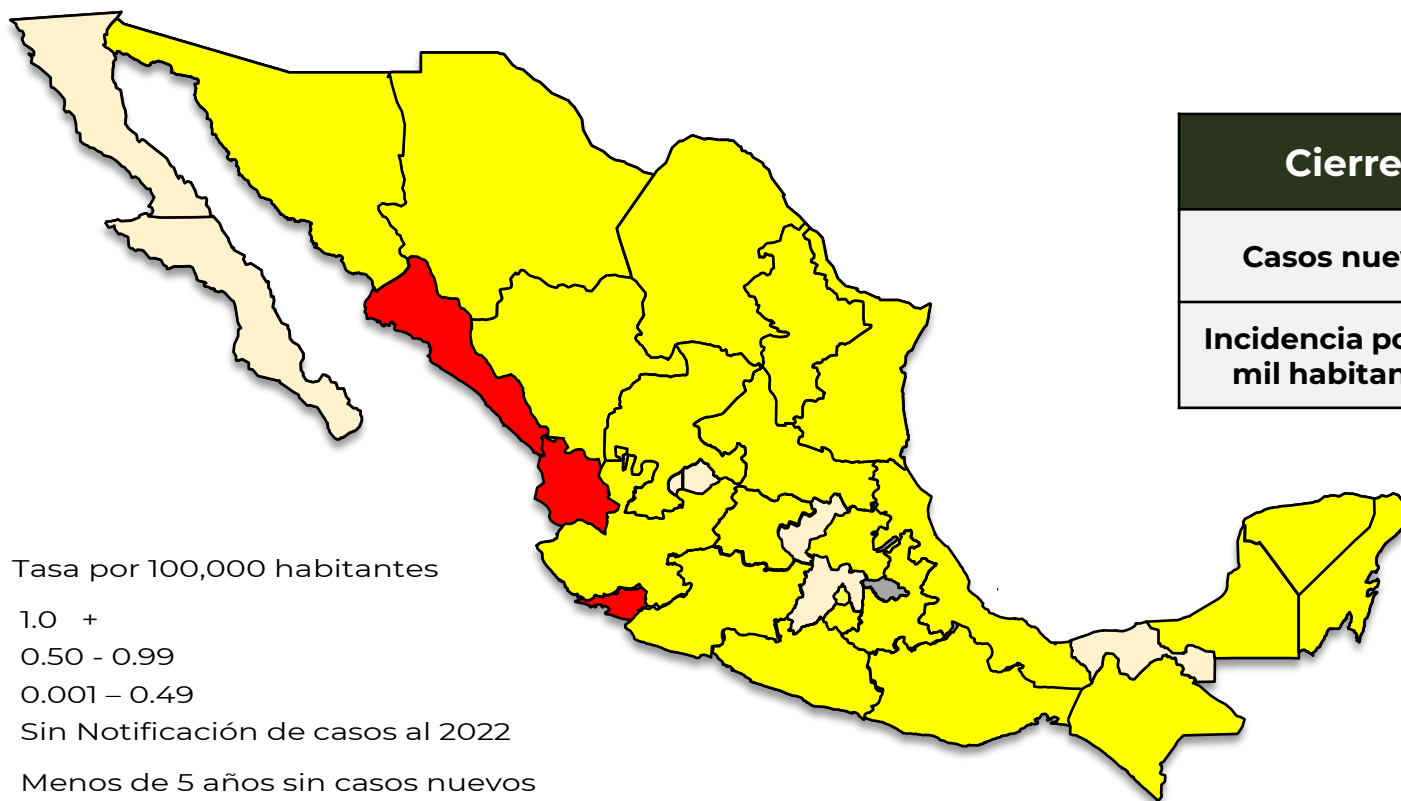 Cierre
Casos nue
Incidencia po
mil habitan
Tasa por 100,000 habitantes
1.0 +
0.50 - 0.99
0.001 – 0.49
Sin Notificación de casos al 2022
Menos de 5 años sin casos nuevos